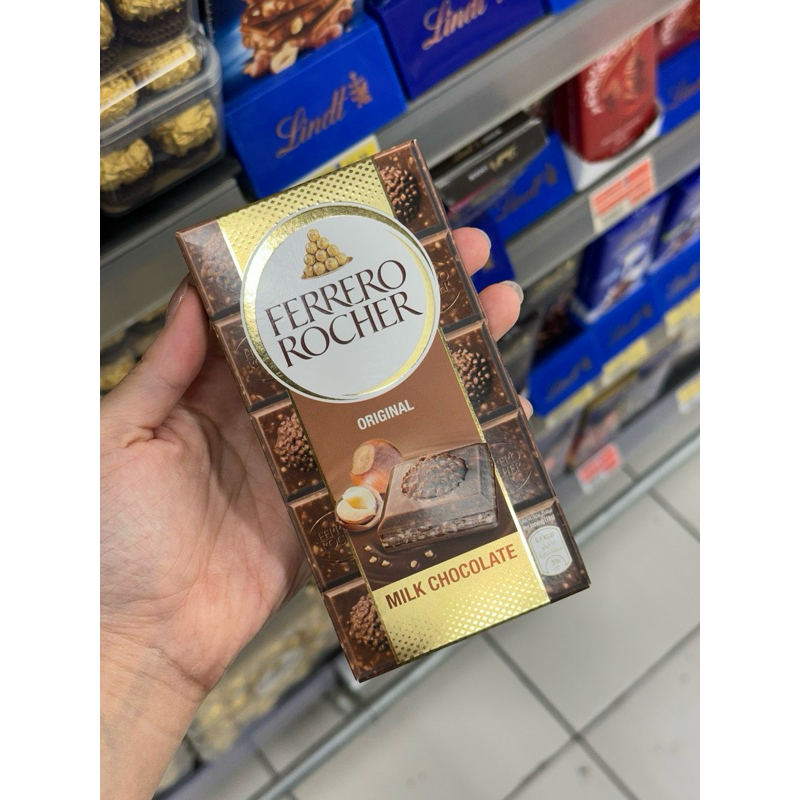 Lindt
Lindt
FERRERO
ROCHER
ORIGINAL
MILK CHOCOLATE